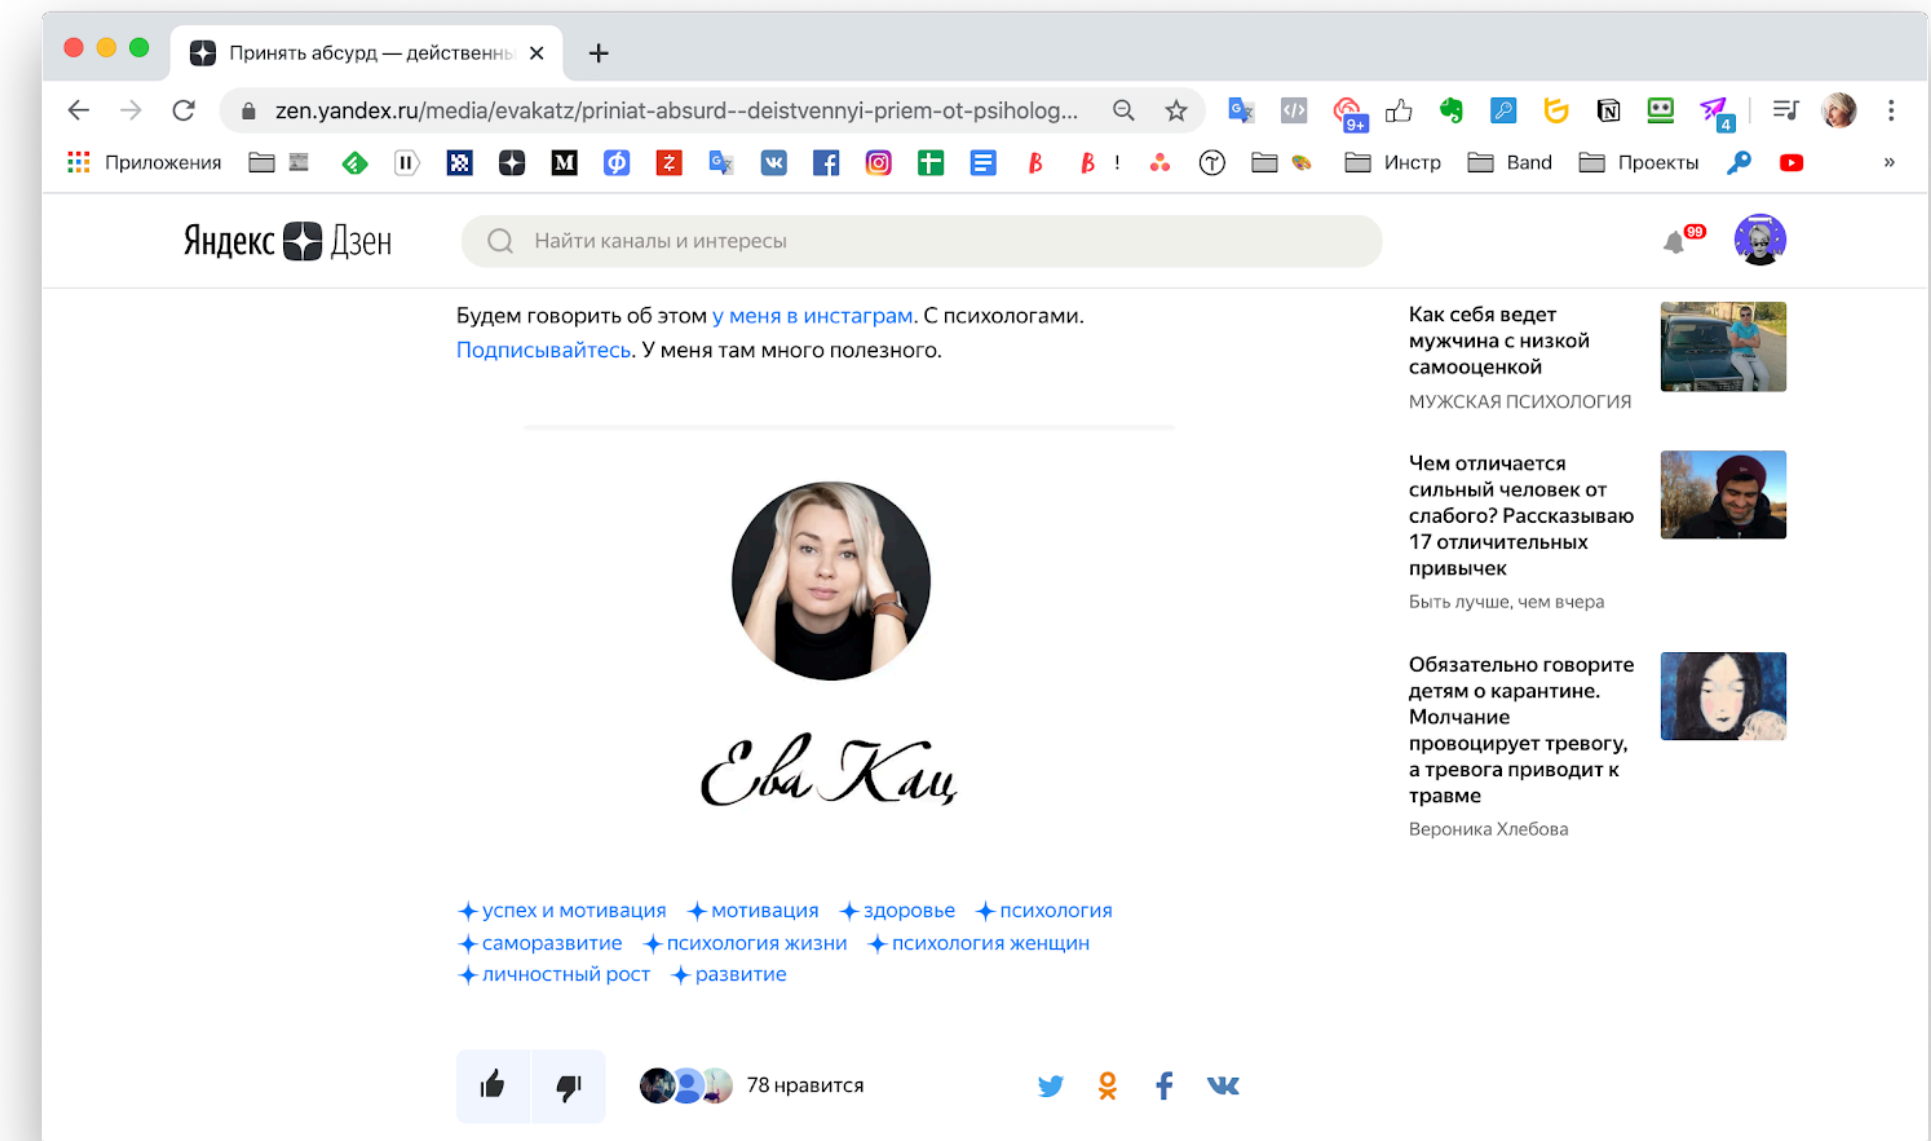 Принять абсурд — действенны
zen.yandex.ru/media/evakatz/priniat-absurd--deistvennyi-priem-ot-psiholog...
9+
4
Приложения
M
!
Инстр
Band
Проекты
»
Яндекс Дзен
Найти каналы и интересы
99
Будем говорить об этом у меня в инстаграм. С психологами.
Подписывайтесь. У меня там много полезного.
Ева Кац
успех и мотивация мотивация здоровье психология
саморазвитие психология жизни психология женщин
личностный рост развитие
78 нравится
Как себя ведет
мужчина с низкой
самооценкой
МУЖСКАЯ ПСИХОЛОГИЯ
Чем отличается
сильный человек от
слабого? Рассказываю
17 отличительных
привычек
Быть лучше, чем вчера
Обязательно говорите
детям о карантине.
Молчание
провоцирует тревогу,
а тревога приводит к
травме
Вероника Хлебова